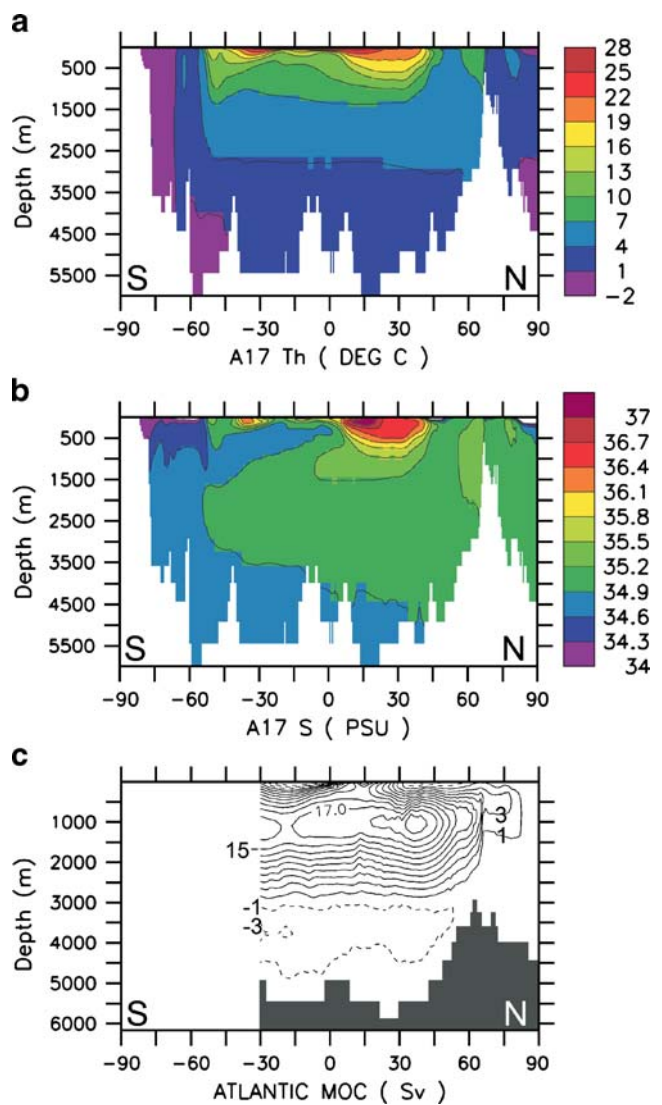 a
500
1500
2500
3500
4500
5500
Depth (m)
S
N
-90 -60 -30 0 30 60 90
A17 Th ( DEG C )
28
25
22
19
16
13
10
7
4
1
-2
b
500
1500
2500
3500
4500
5500
Depth (m)
S
N
-90 -60 -30 0 30 60 90
A17 S ( PSU )
37
36.7
36.4
36.1
35.8
35.5
35.2
34.9
34.6
34.3
34
c
1000
2000
3000
4000
5000
6000
Depth (m)
17.0
15
3
1
-1
-3
S
N
-90 -60 -30 0 30 60 90
ATLANTIC MOC ( Sv )